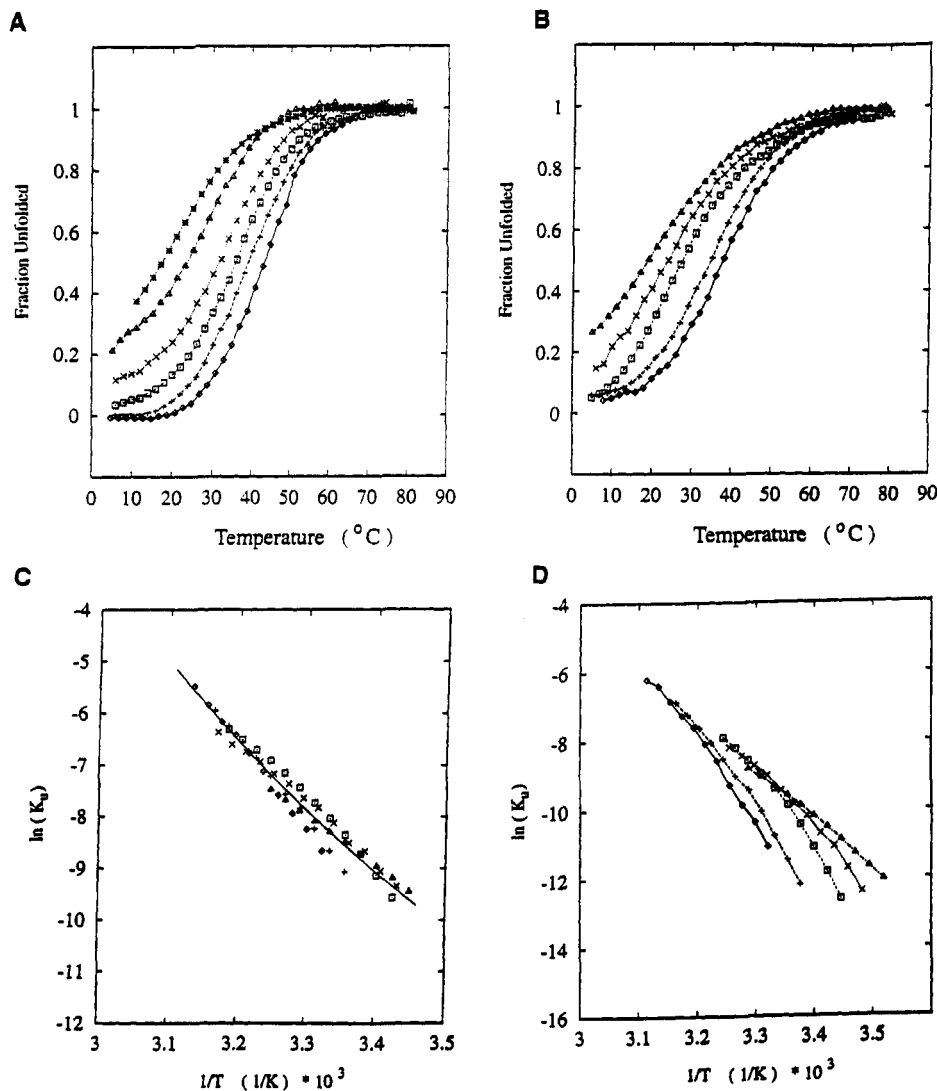 A
B
1
0.8
0.6
0.4
0.2
0
Fraction Unfolded
0 10 20 30 40 50 60 70 80 90
Temperature (°C)
1
0.8
0.6
0.4
0.2
0
Fraction Unfolded
0 10 20 30 40 50 60 70 80 90
Temperature (°C)
C
D
-4
-5
-6
-7
-8
-9
-10
-11
-12
ln(Kᵤ)
3 3.1 3.2 3.3 3.4 3.5
1/T (1/K) * 10³
-4
-6
-8
-10
-12
-14
-16
ln(Kᵤ)
3 3.1 3.2 3.3 3.4 3.5
1/T (1/K) * 10³